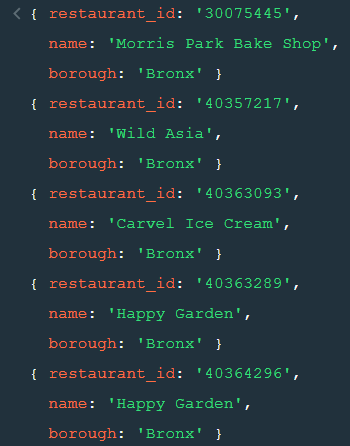 { restaurant_id: '30075445',
name: 'Morris Park Bake Shop',
borough: 'Bronx' }
{ restaurant_id: '40357217',
name: 'Wild Asia',
borough: 'Bronx' }
{ restaurant_id: '40363093',
name: 'Carvel Ice Cream',
borough: 'Bronx' }
{ restaurant_id: '40363289',
name: 'Happy Garden',
borough: 'Bronx' }
{ restaurant_id: '40364296',
name: 'Happy Garden',
borough: 'Bronx' }